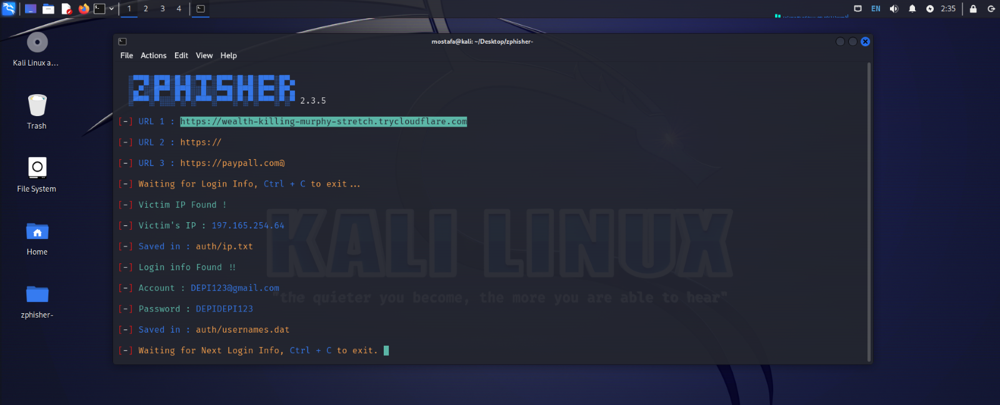 1 2 3 4
EN 2:35
mostafa@kali: ~/Desktop/zphisher-
File Actions Edit View Help
ZPHISHER 2.3.5
[-] URL 1 : https://wealth-killing-murphy-stretch.trycloudflare.com
[-] URL 2 : https://
[-] URL 3 : https://paypall.com@
[-] Waiting for Login Info, Ctrl + C to exit...
[-] Victim IP Found !
[-] Victim's IP : 197.165.254.64
[-] Saved in : auth/ip.txt
[-] Login info Found !!
[-] Account : DEPI123@gmail.com
[-] Password : DEPIDEPI123
[-] Saved in : auth/usernames.dat
[-] Waiting for Next Login Info, Ctrl + C to exit.
KALI LINUX
"the quieter you become, the more you are able to hear"
Kali Linux a...
Trash
File System
Home
zphisher-